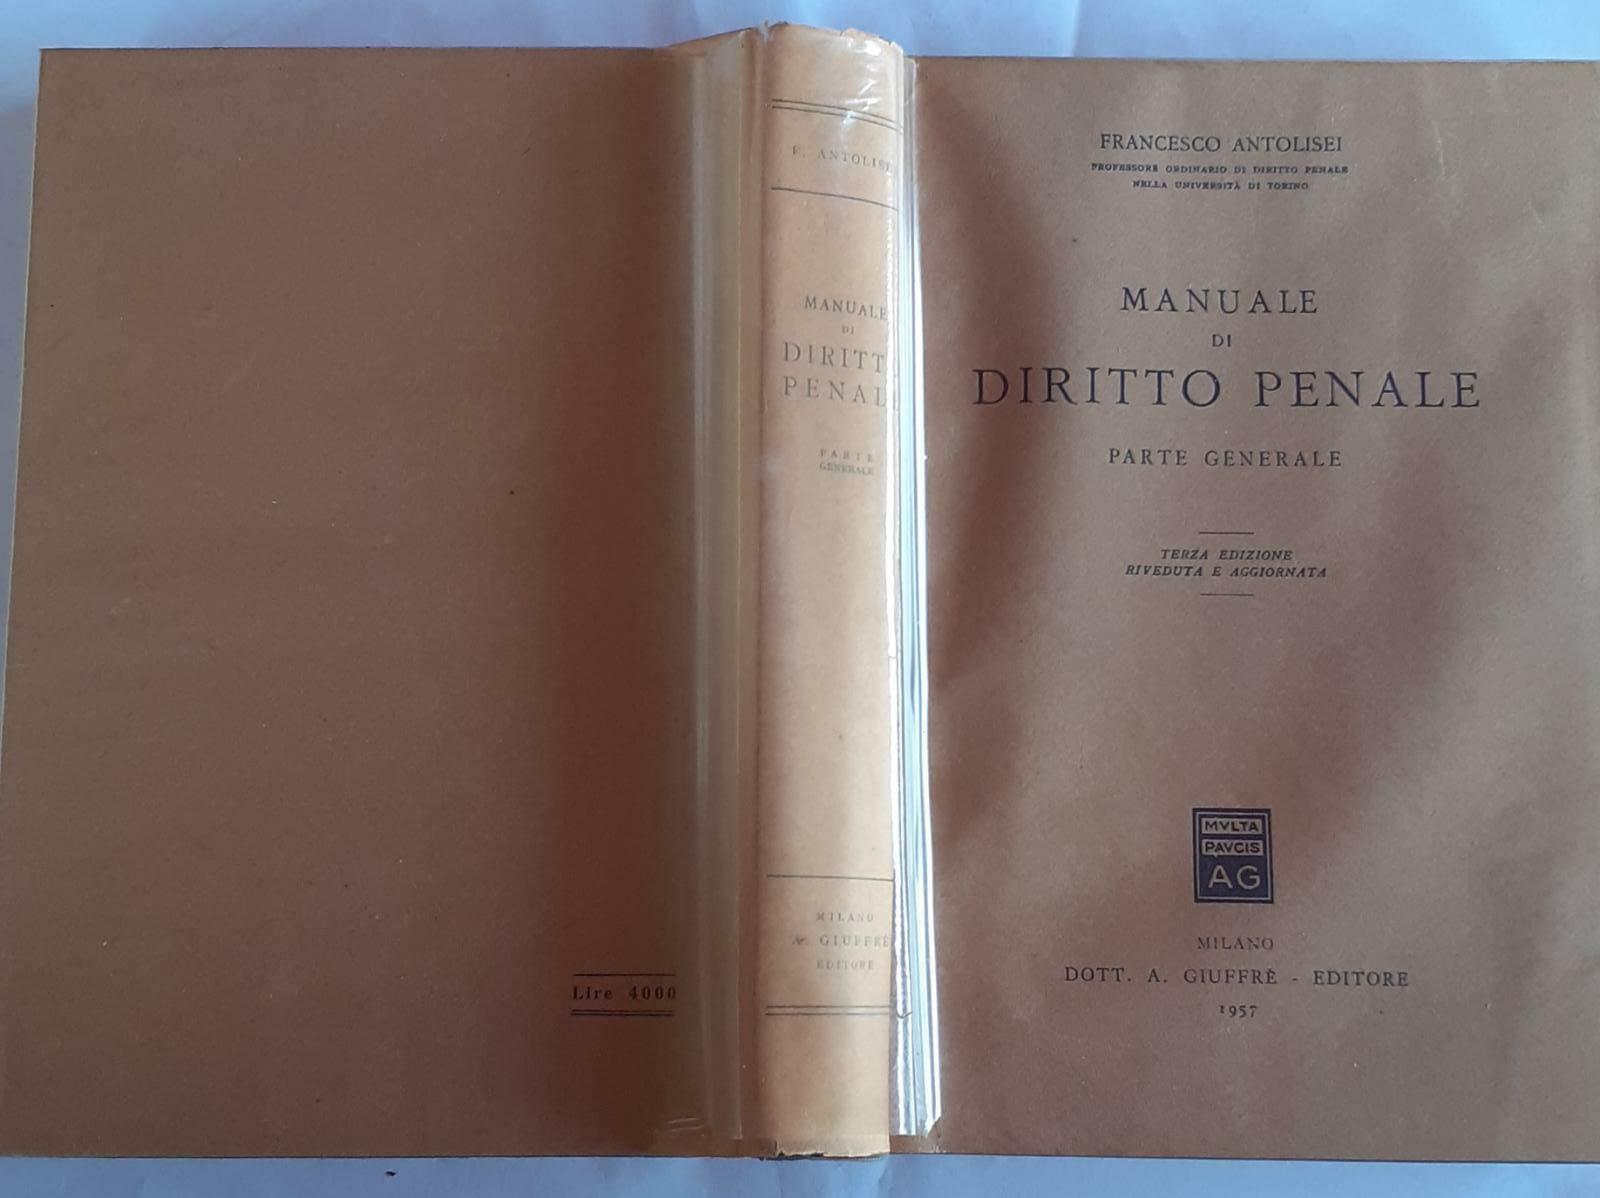 Lire 4000
F. ANTOLISEI
MANUALE
DI
DIRITTO
PENALE
PARTE
GENERALE
MILANO
A. GIUFFRÈ
EDITORE
FRANCESCO ANTOLISEI
PROFESSORE ORDINARIO DI DIRITTO PENALE
NELLA UNIVERSITÀ DI TORINO
MANUALE
DI
DIRITTO PENALE
PARTE GENERALE
TERZA EDIZIONE
RIVEDUTA E AGGIORNATA
MVLTA
PAVCIS
AG
MILANO
DOTT. A. GIUFFRÈ - EDITORE
1957